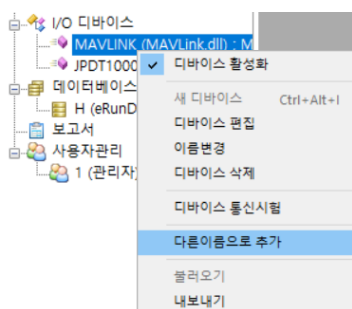 I/O 디바이스
MAVLINK (MAVLink.dll) : M
JPDT1000
데이터베이스
H (eRunD
보고서
사용자관리
1 (관리자)
디바이스 활성화
새 디바이스 Ctrl+Alt+I
디바이스 편집
이름변경
디바이스 삭제
디바이스 통신시험
다른이름으로 추가
불러오기
내보내기